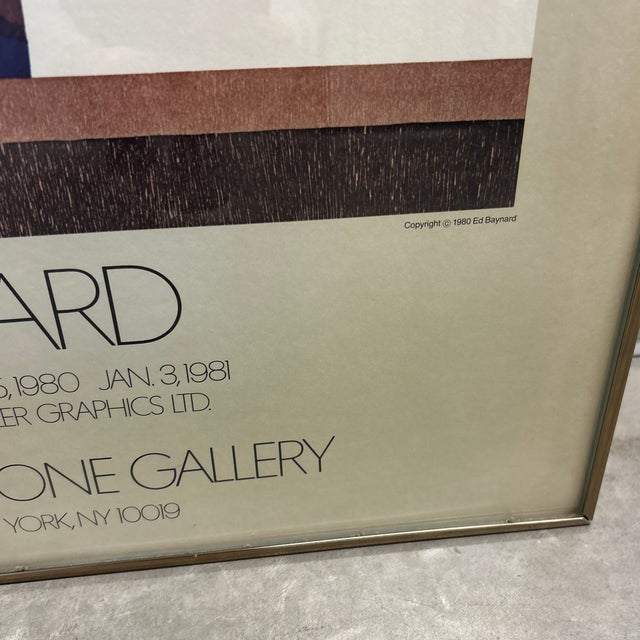 Copyright © 1980 Ed Baynard
ARD
5, 1980 JAN. 3, 1981
ER GRAPHICS LTD.
ONE GALLERY
YORK, NY 10019